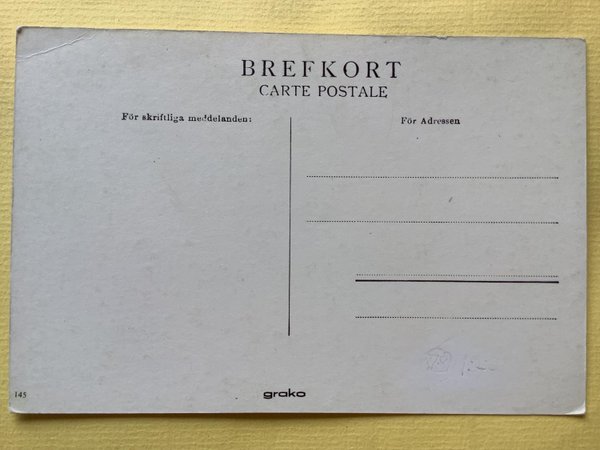 BREFKORT
CARTE POSTALE
För skriftliga meddelanden:
För Adressen
145
grako